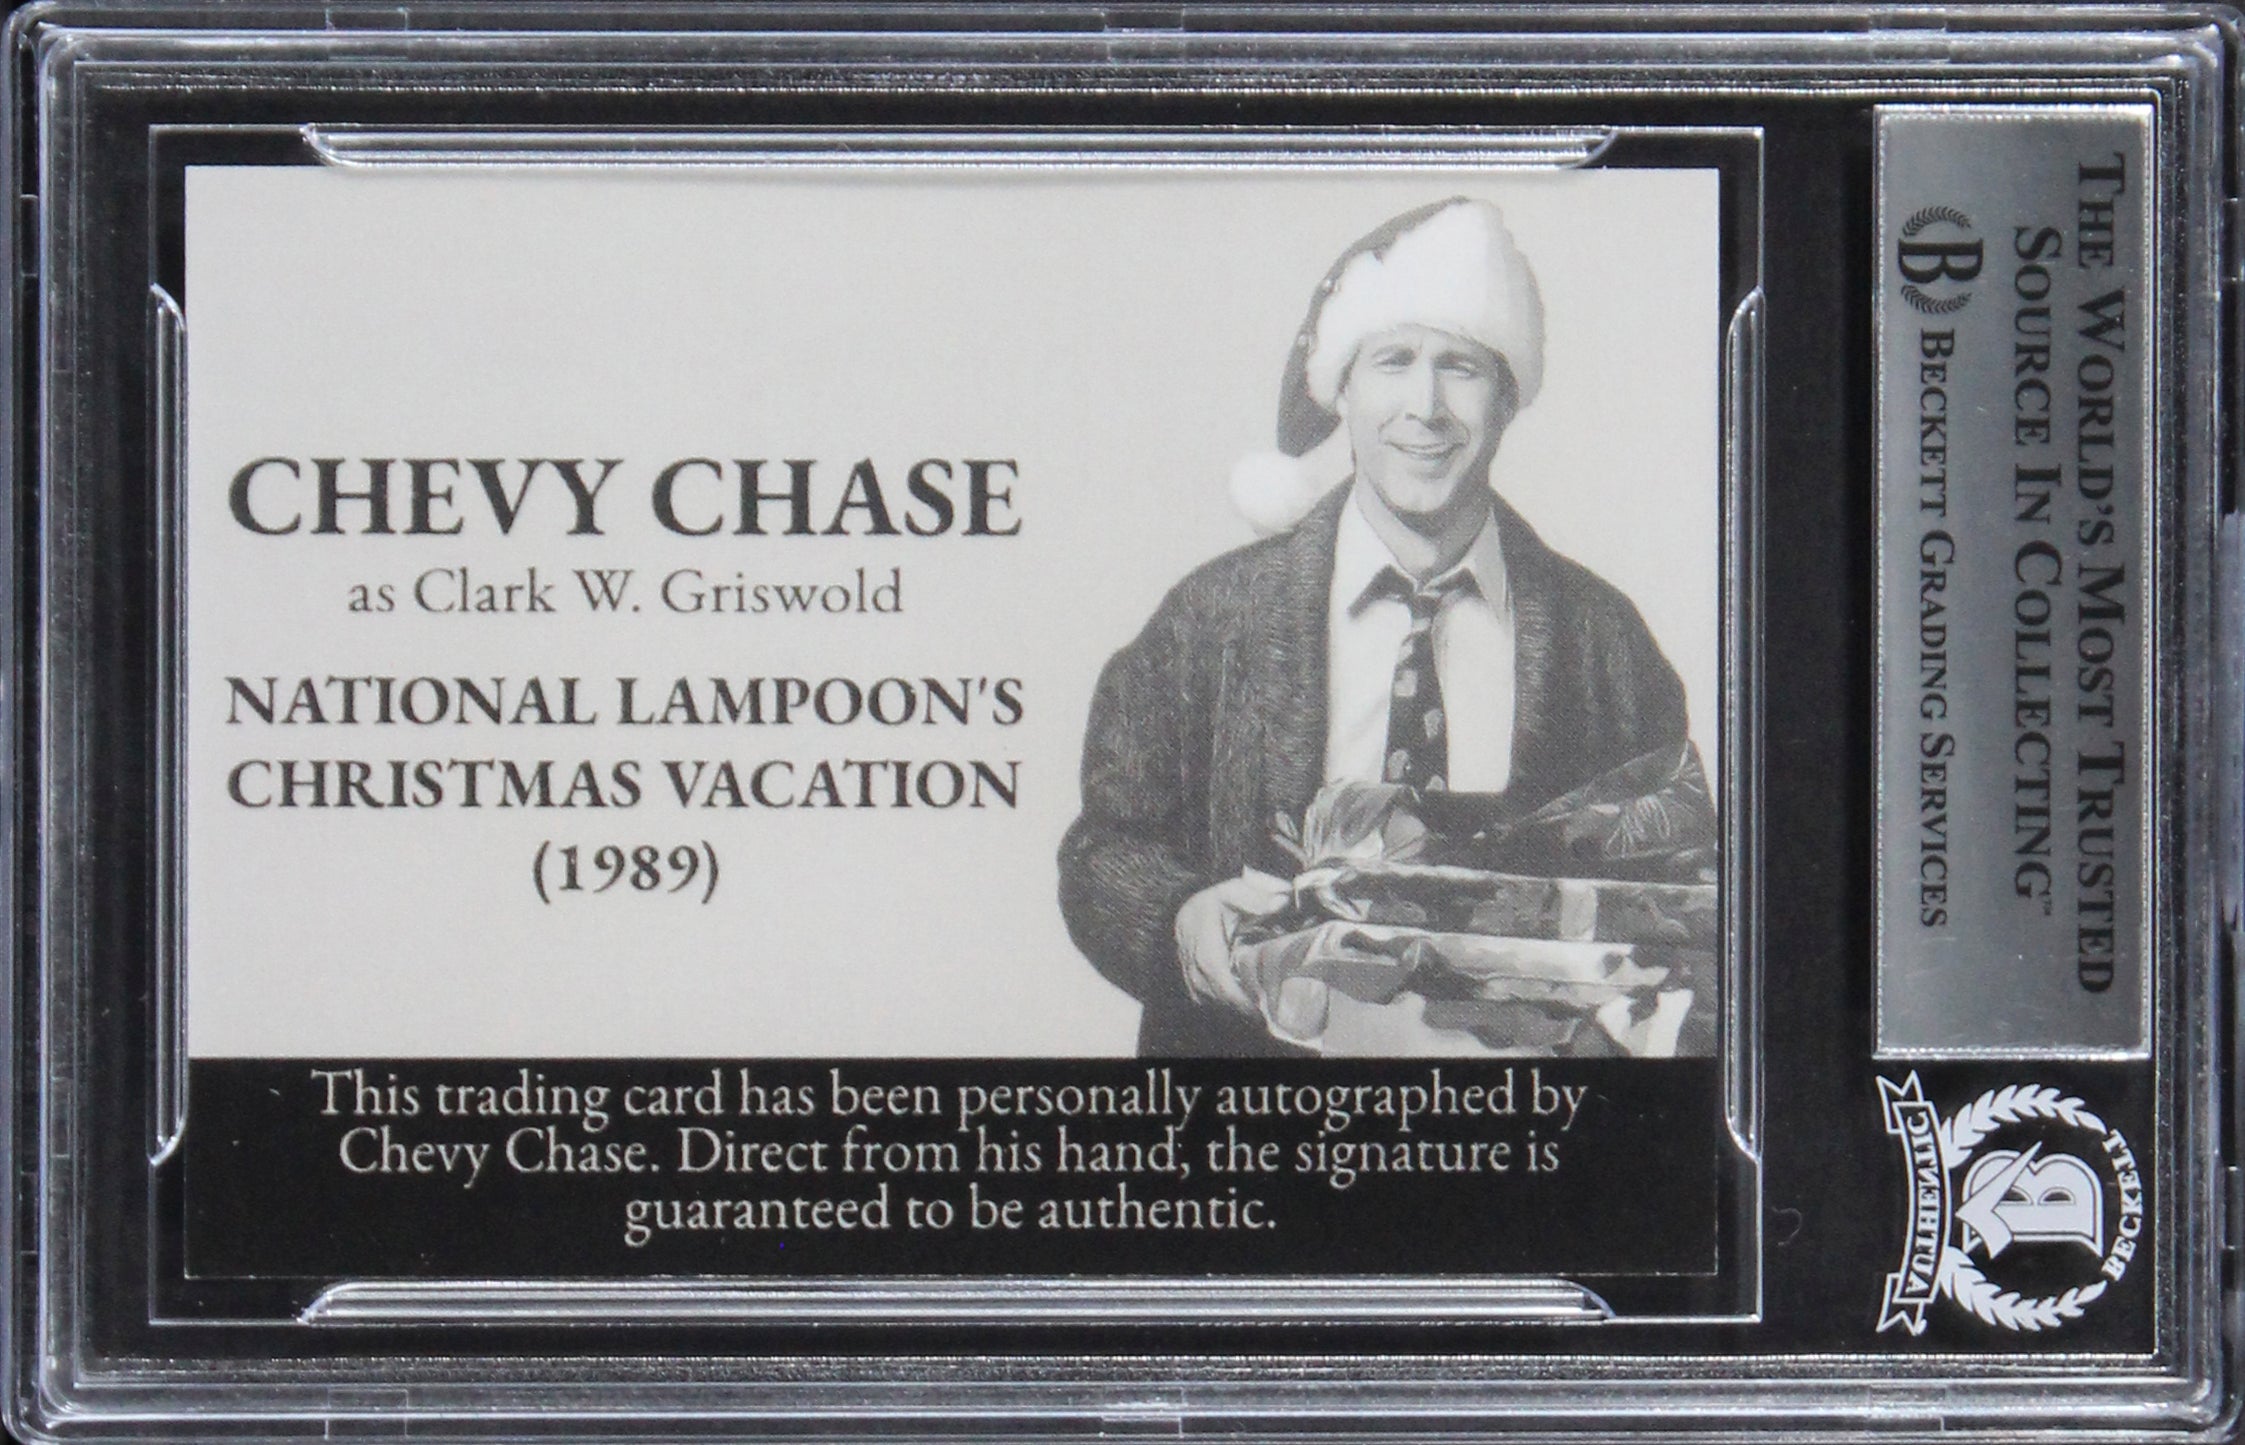 CHEVY CHASE
as Clark W. Griswold
NATIONAL LAMPOON'S
CHRISTMAS VACATION
(1989)
This trading card has been personally autographed by
Chevy Chase. Direct from his hand, the signature is
guaranteed to be authentic.
THE WORLD'S MOST TRUSTED
SOURCE IN COLLECTING™
B BECKETT GRADING SERVICES
BECKETT
B
AUTHENTIC